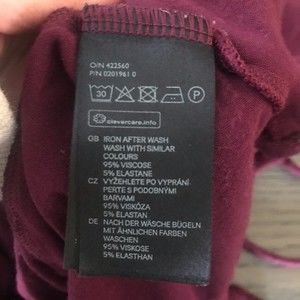 O/N 422560
P/N 0201961 0
30 P
clevercare.info
GB IRON AFTER WASH
WASH WITH SIMILAR
COLOURS
95% VISCOSE
5% ELASTANE
CZ VYŽEHLETE PO VYPRÁNÍ
PERTE S PODOBNÝMI
BARVAMI
95% VISKÓZA
5% ELASTAN
DE NACH DER WÄSCHE BÜGELN
MIT ÄHNLICHEN FARBEN
WASCHEN
95% VISKOSE
5% ELASTHAN